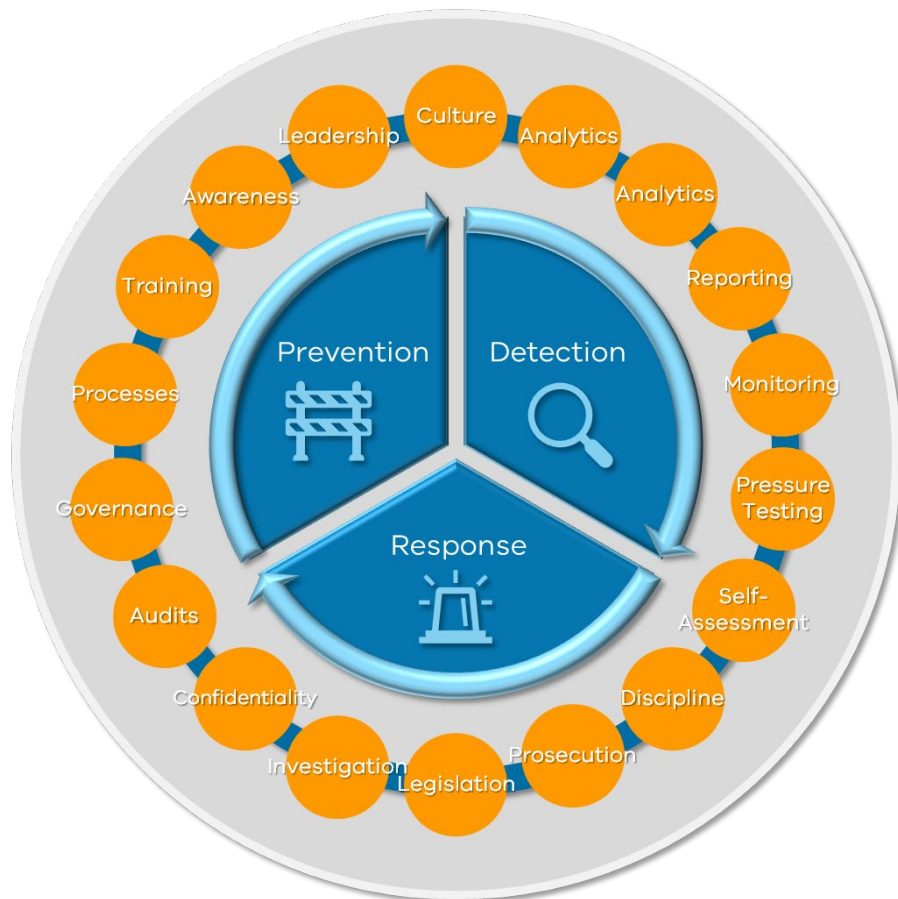 Culture
Analytics
Analytics
Reporting
Monitoring
Pressure
Testing
Self-
Assessment
Discipline
Prosecution
Legislation
Investigation
Confidentiality
Audits
Governance
Processes
Training
Awareness
Leadership
Prevention
Detection
Response